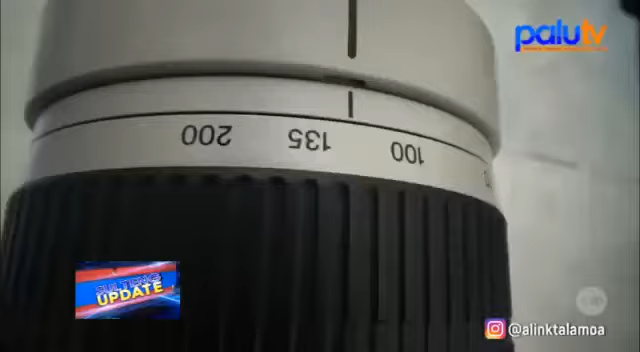 palutv
200 135 100
SULTENG
UPDATE
@alinktalamoa